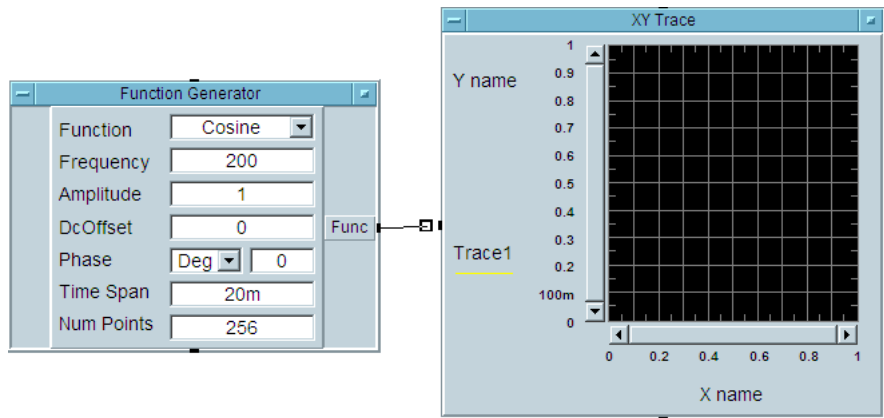 Function Generator
Function Cosine
Frequency 200
Amplitude 1
DcOffset 0
Phase Deg 0
Time Span 20m
Num Points 256
Func
XY Trace
Y name
Trace1
1
0.9
0.8
0.7
0.6
0.5
0.4
0.3
0.2
100m
0
0 0.2 0.4 0.6 0.8 1
X name